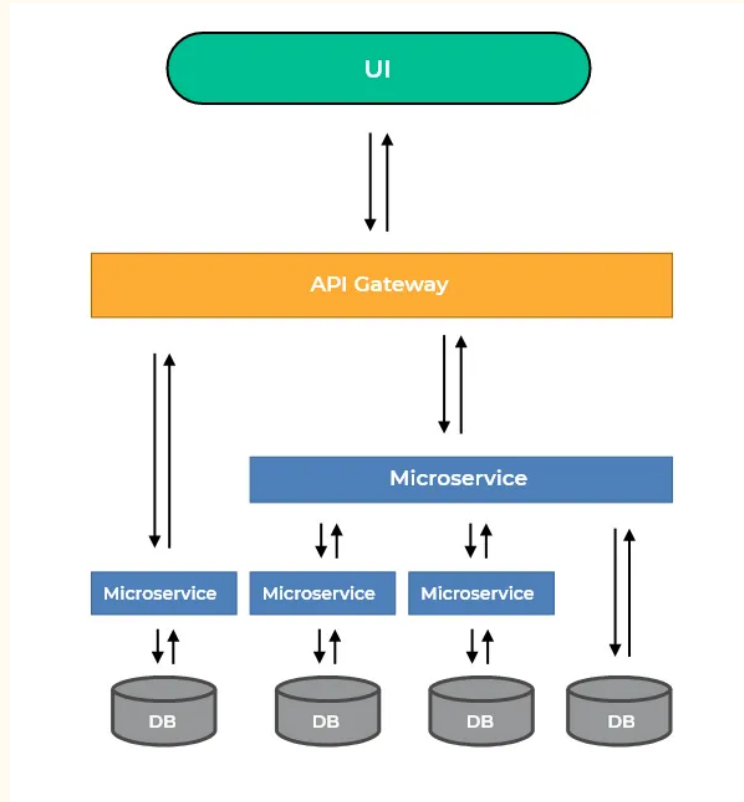 UI
API Gateway
Microservice
Microservice
Microservice
Microservice
DB
DB
DB
DB